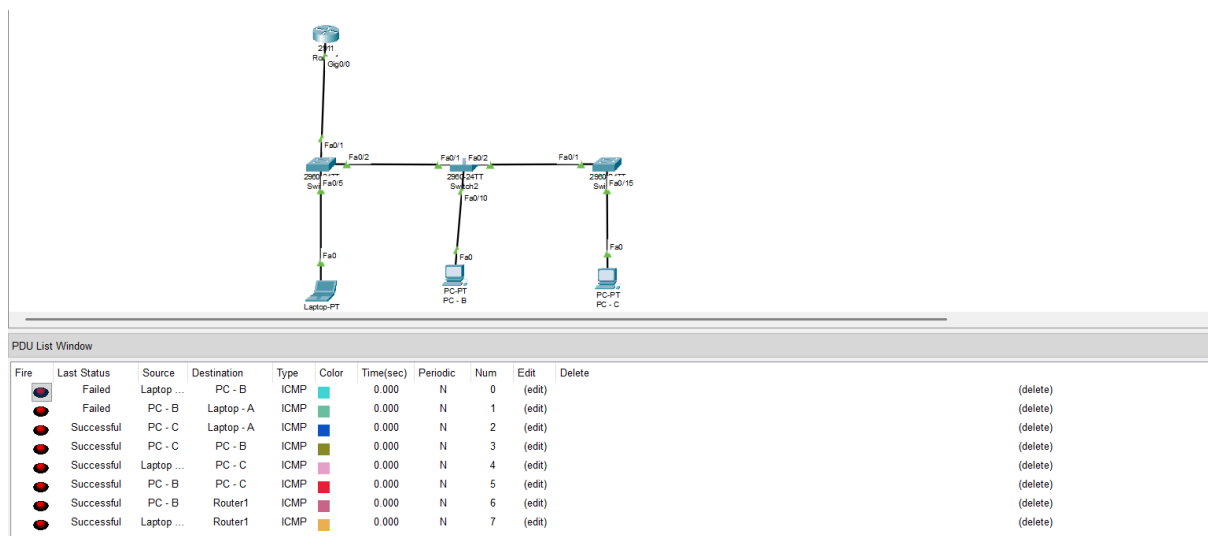 2911
Gig0/0
Fa0/1
Fa0/2
Fa0/1 Fa0/2
Fa0/1
2960-24TT
Switch2
Fa0/5
Fa0/15
Fa0/10
Fa0
Fa0
Fa0
Laptop-PT
PC-PT
PC - B
PC-PT
PC - C
PDU List Window
Fire Last Status Source Destination Type Color Time(sec) Periodic Num Edit Delete
Failed Laptop ... PC - B ICMP 0.000 N 0 (edit) (delete)
Failed PC - B Laptop - A ICMP 0.000 N 1 (edit) (delete)
Successful PC - C Laptop - A ICMP 0.000 N 2 (edit) (delete)
Successful PC - C PC - B ICMP 0.000 N 3 (edit) (delete)
Successful Laptop ... PC - C ICMP 0.000 N 4 (edit) (delete)
Successful PC - B PC - C ICMP 0.000 N 5 (edit) (delete)
Successful PC - B Router1 ICMP 0.000 N 6 (edit) (delete)
Successful Laptop ... Router1 ICMP 0.000 N 7 (edit) (delete)